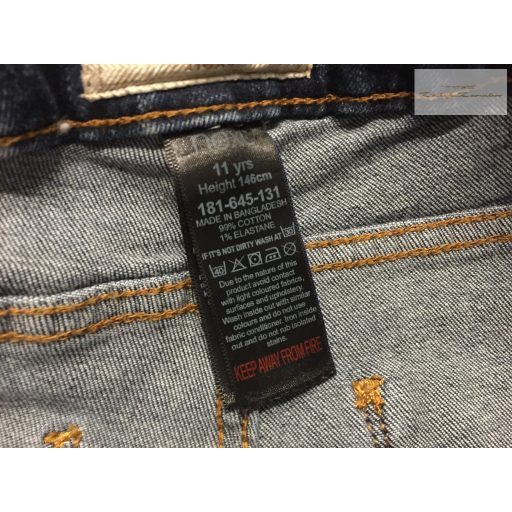 next
11 yrs
Height 146cm
181-645-131
MADE IN BANGLADESH
99% COTTON
1% ELASTANE
IF IT'S NOT DIRTY WASH AT 30
40
Due to the nature of this
product avoid contact
with light coloured fabrics,
surfaces and upholstery.
Wash inside out with similar
colours and do not use
fabric conditioner. Iron inside
out and do not rub isolated
stains.
KEEP AWAY FROM FIRE